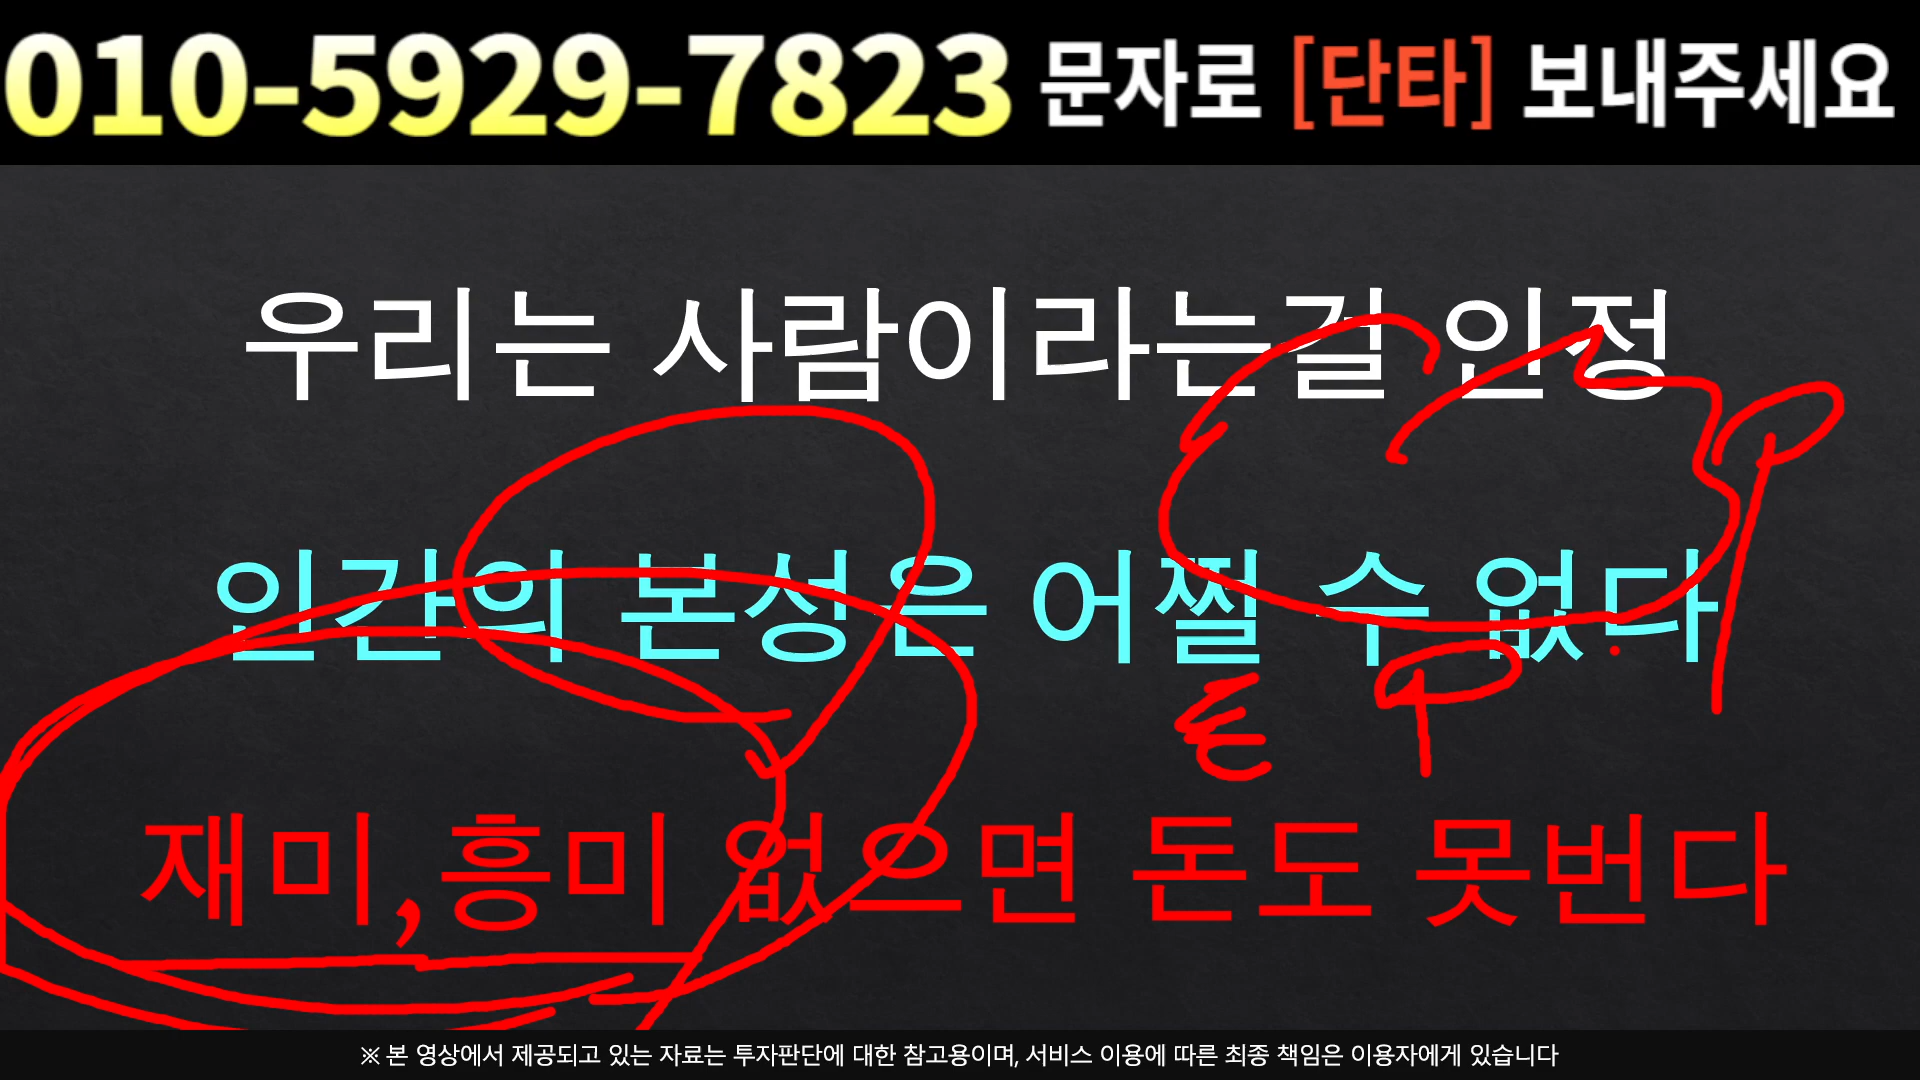 010-5929-7823 문자로 [단타] 보내주세요
우리는 사람이라는걸 인정
인간의 본성은 어쩔 수 없다
재미,흥미 없으면 돈도 못번다
※ 본 영상에서 제공되고 있는 자료는 투자판단에 대한 참고용이며, 서비스 이용에 따른 최종 책임은 이용자에게 있습니다